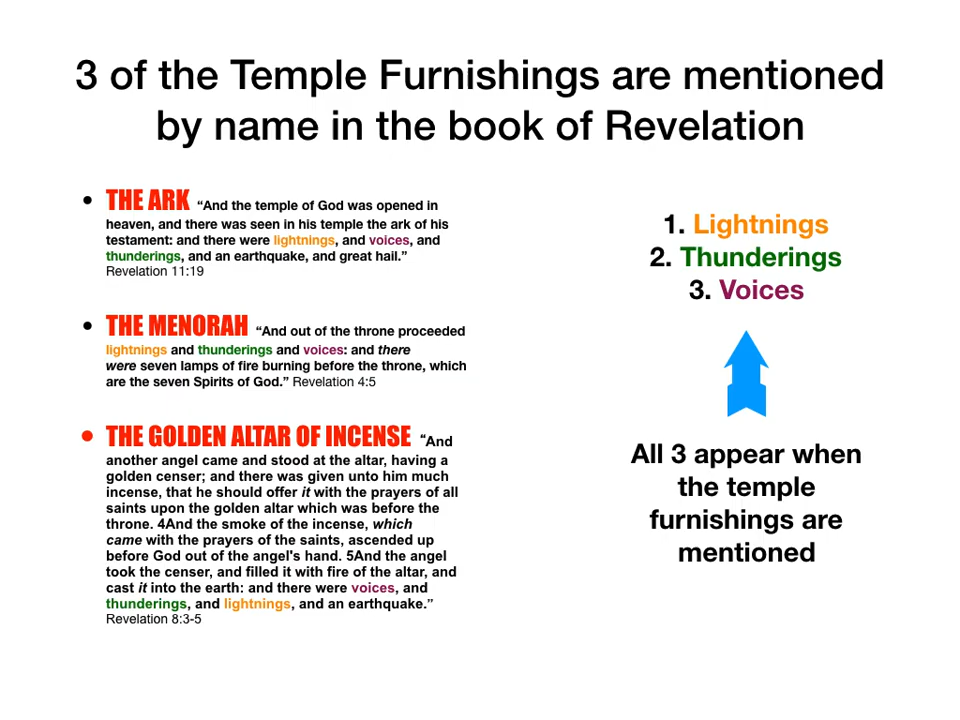 3 of the Temple Furnishings are mentioned
by name in the book of Revelation
• THE ARK “And the temple of God was opened in
heaven, and there was seen in his temple the ark of his
testament: and there were lightnings, and voices, and
thunderings, and an earthquake, and great hail.”
Revelation 11:19
• THE MENORAH “And out of the throne proceeded
lightnings and thunderings and voices: and there
were seven lamps of fire burning before the throne, which
are the seven Spirits of God.” Revelation 4:5
• THE GOLDEN ALTAR OF INCENSE “And
another angel came and stood at the altar, having a
golden censer; and there was given unto him much
incense, that he should offer it with the prayers of all
saints upon the golden altar which was before the
throne. 4And the smoke of the incense, which
came with the prayers of the saints, ascended up
before God out of the angel's hand. 5And the angel
took the censer, and filled it with fire of the altar, and
cast it into the earth: and there were voices, and
thunderings, and lightnings, and an earthquake.”
Revelation 8:3-5
1. Lightnings
2. Thunderings
3. Voices
All 3 appear when
the temple
furnishings are
mentioned